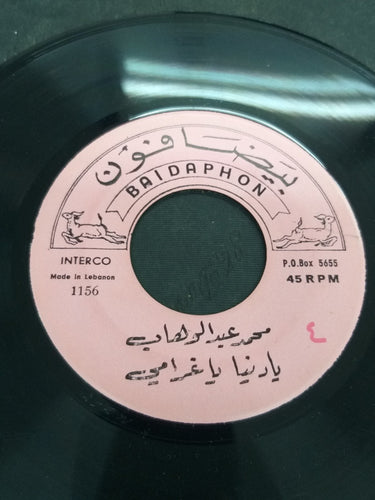 بيضافون
BAIDAPHON
INTERCO
Made in Lebanon
1156
P.O.Box 5655
45 RPM
محمد عبد الوهاب
يا دنيا يا غرامي
٤